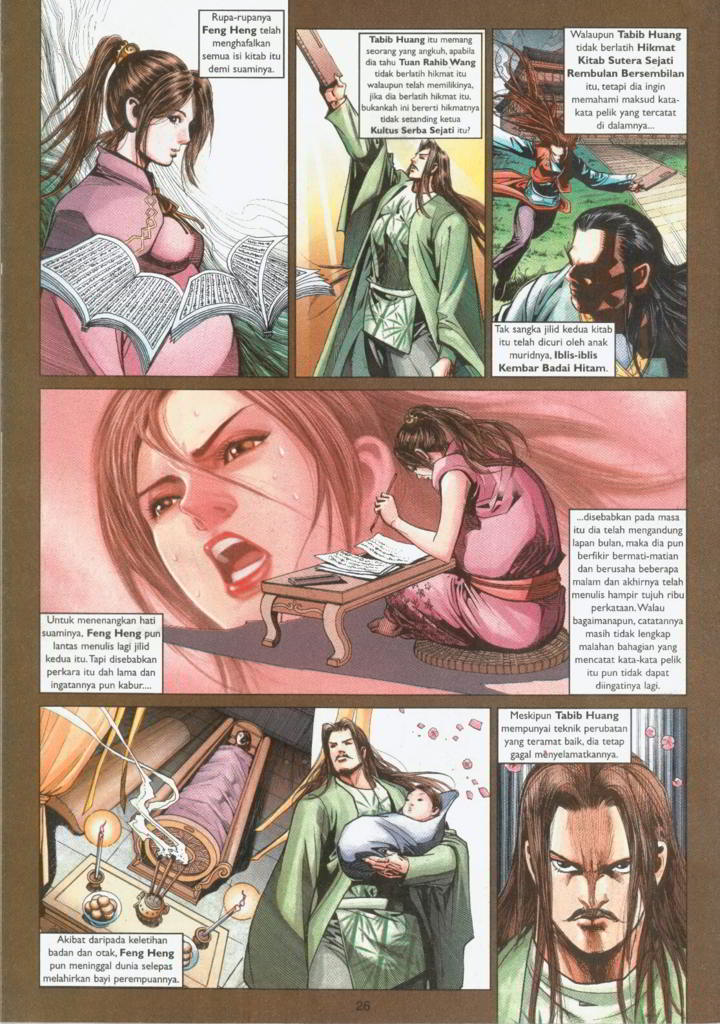 Rupa-rupanya
Feng Heng telah
menghafalkan
semua isi kitab itu
demi suaminya.
Tabib Huang itu memang
seorang yang angkuh, apabila
dia tahu Tuan Rahib Wang
tidak berlatih hikmat itu
walaupun telah memilikinya,
jika dia berlatih hikmat itu,
bukankah ini bererti hikmatnya
tidak setanding ketua
Kultus Serba Sejati itu?
Walaupun Tabib Huang
tidak berlatih Hikmat
Kitab Sutera Sejati
Rembulan Bersembilan
itu, tetapi dia ingin
memahami maksud kata-
kata pelik yang tercatat
di dalamnya...
Tak sangka jilid kedua kitab
itu telah dicuri oleh anak
muridnya, Iblis-iblis
Kembar Badai Hitam.
Untuk menenangkan hati
suaminya, Feng Heng pun
lantas menulis lagi jilid
kedua itu. Tapi disebabkan
perkara itu dah lama dan
ingatannya pun kabur....
...disebabkan pada masa
itu dia telah mengandung
lapan bulan, maka dia pun
berfikir bermati-matian
dan berusaha beberapa
malam dan akhirnya telah
menulis hampir tujuh ribu
perkataan. Walau
bagaimanapun, catatannya
masih tidak lengkap
malahan bahagian yang
mencatat kata-kata pelik
itu pun tidak dapat
diingatinya lagi.
Akibat daripada keletihan
badan dan otak, Feng Heng
pun meninggal dunia selepas
melahirkan bayi perempuannya.
Meskipun Tabib Huang
mempunyai teknik perubatan
yang teramat baik, dia tetap
gagal menyelamatkannya.
26